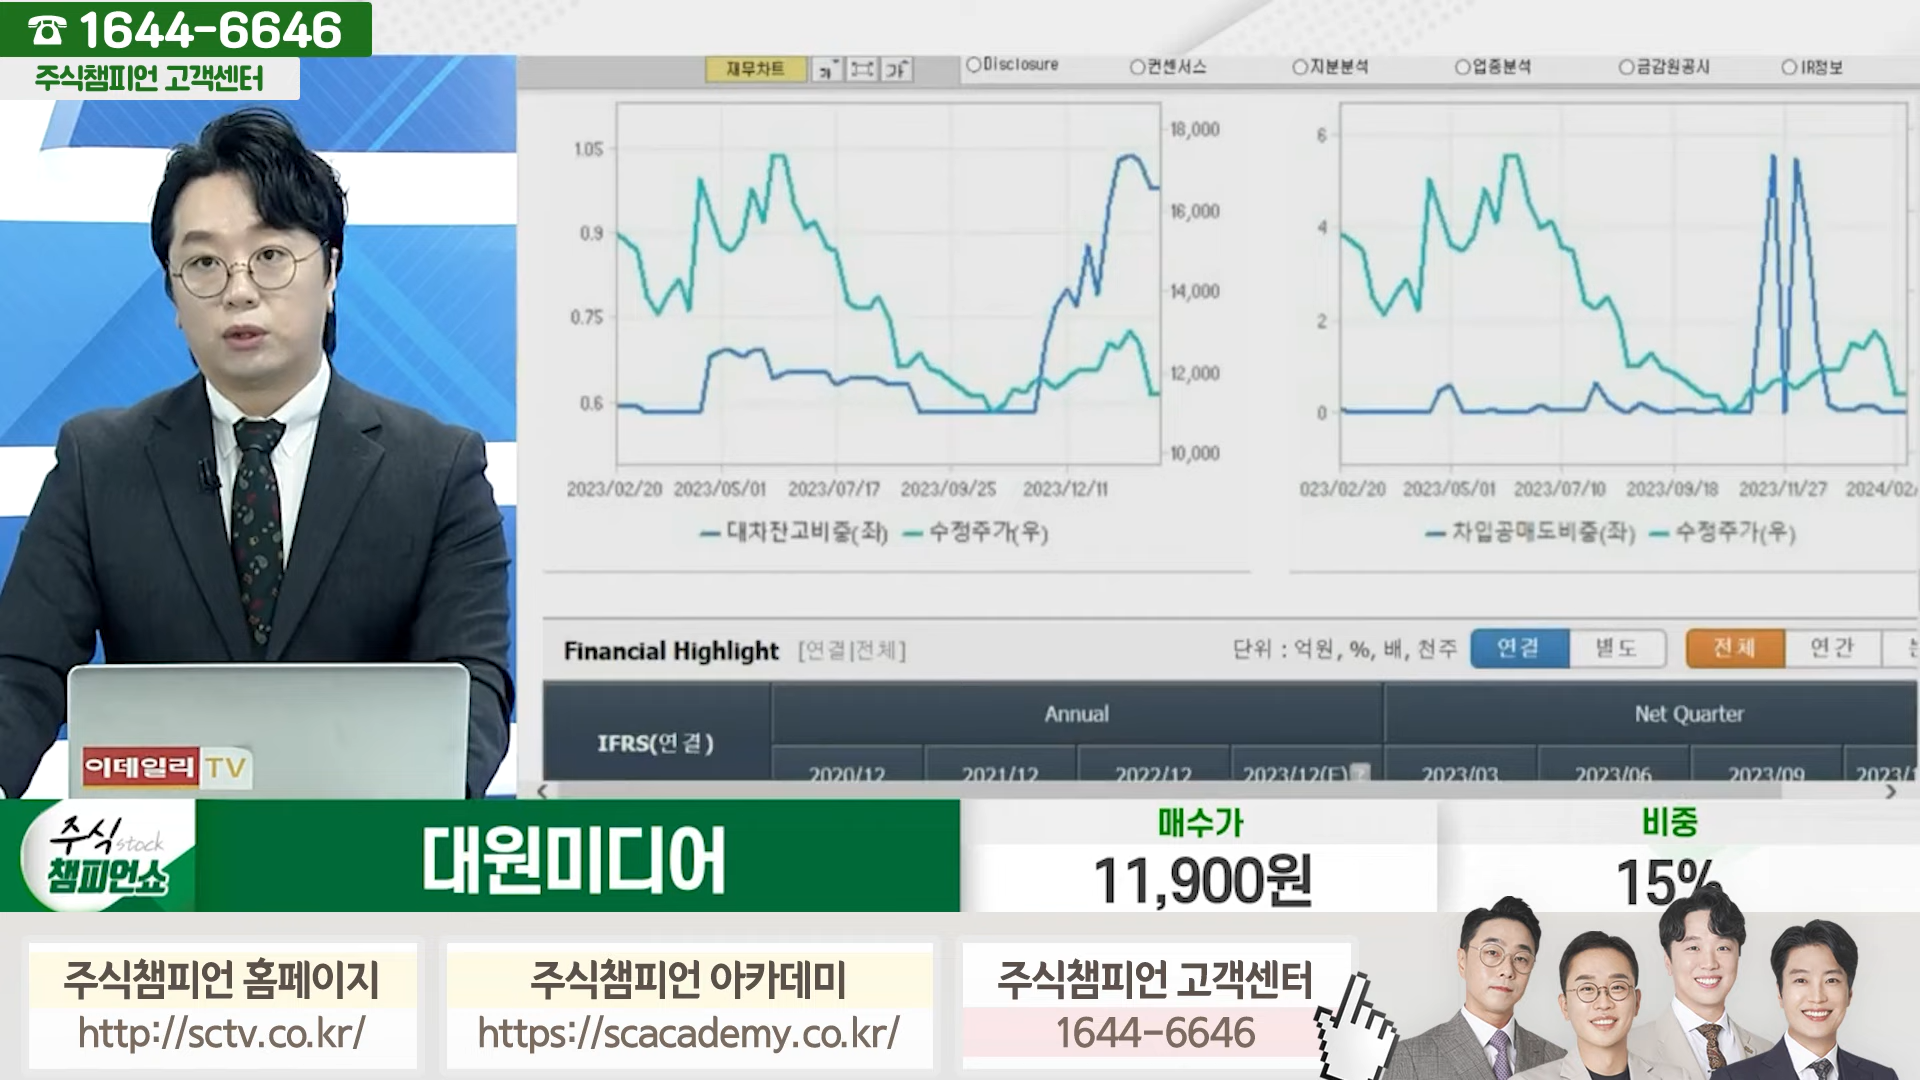 ☎ 1644-6646
주식챔피언 고객센터
재무차트
Disclosure
컨센서스
지분분석
업종분석
금감원공시
IR정보
1.05
0.9
0.75
0.6
18,000
16,000
14,000
12,000
10,000
2023/02/20 2023/05/01 2023/07/17 2023/09/25 2023/12/11
대차잔고비중(좌) 수정주가(우)
6
4
2
0
023/02/20 2023/05/01 2023/07/10 2023/09/18 2023/11/27 2024/02/
차입공매도비중(좌) 수정주가(우)
Financial Highlight [연결|전체]
단위 : 억원, %, 배, 천주
연결 별도 전체 연간
IFRS(연결)
Annual
Net Quarter
2020/12 2021/12 2022/12 2023/12(E) 2023/03 2023/06 2023/09 2023/1
이데일리 TV
주식 stock
챔피언쇼
대원미디어
매수가
11,900원
비중
15%
주식챔피언 홈페이지
http://sctv.co.kr/
주식챔피언 아카데미
https://scacademy.co.kr/
주식챔피언 고객센터
1644-6646